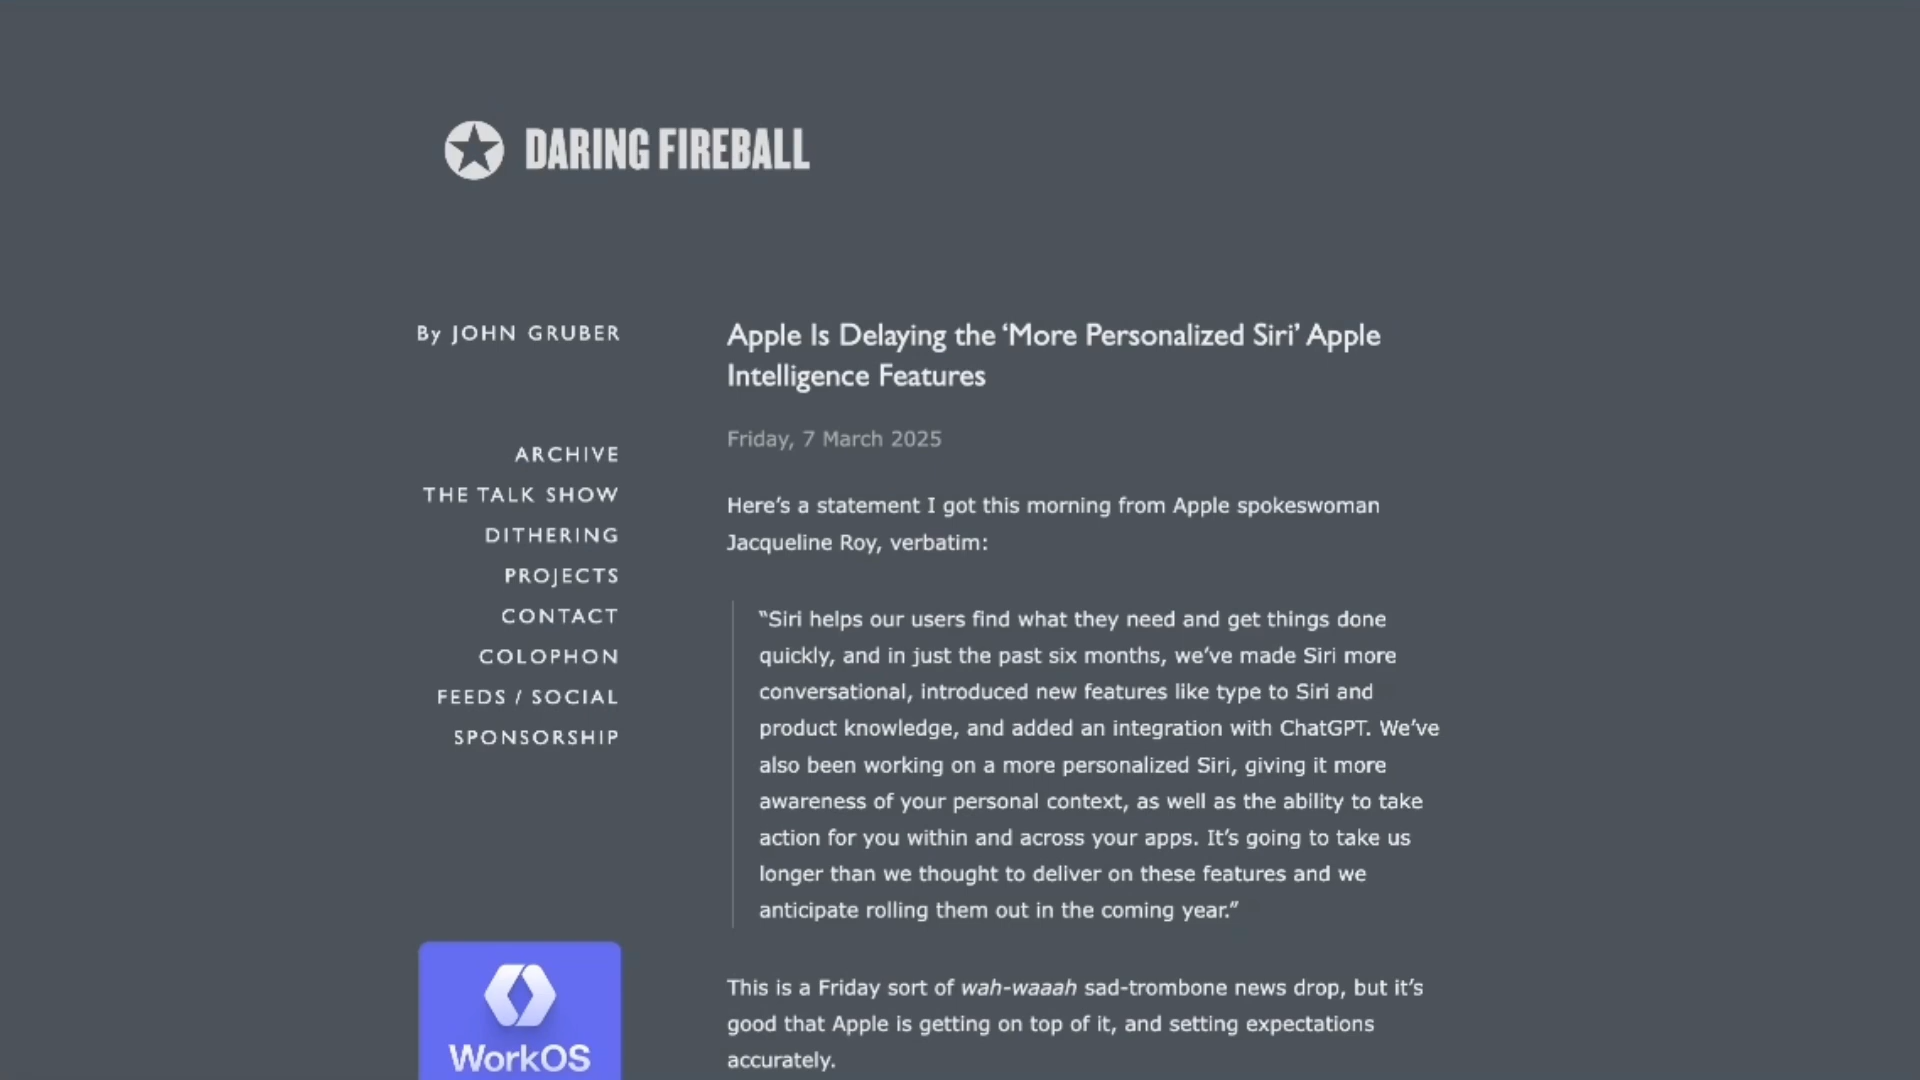 DARING FIREBALL
By JOHN GRUBER
ARCHIVE
THE TALK SHOW
DITHERING
PROJECTS
CONTACT
COLOPHON
FEEDS / SOCIAL
SPONSORSHIP
WorkOS
Apple Is Delaying the ‘More Personalized Siri’ Apple
Intelligence Features
Friday, 7 March 2025
Here’s a statement I got this morning from Apple spokeswoman
Jacqueline Roy, verbatim:
“Siri helps our users find what they need and get things done
quickly, and in just the past six months, we’ve made Siri more
conversational, introduced new features like type to Siri and
product knowledge, and added an integration with ChatGPT. We’ve
also been working on a more personalized Siri, giving it more
awareness of your personal context, as well as the ability to take
action for you within and across your apps. It’s going to take us
longer than we thought to deliver on these features and we
anticipate rolling them out in the coming year.”
This is a Friday sort of wah-waaah sad-trombone news drop, but it’s
good that Apple is getting on top of it, and setting expectations
accurately.